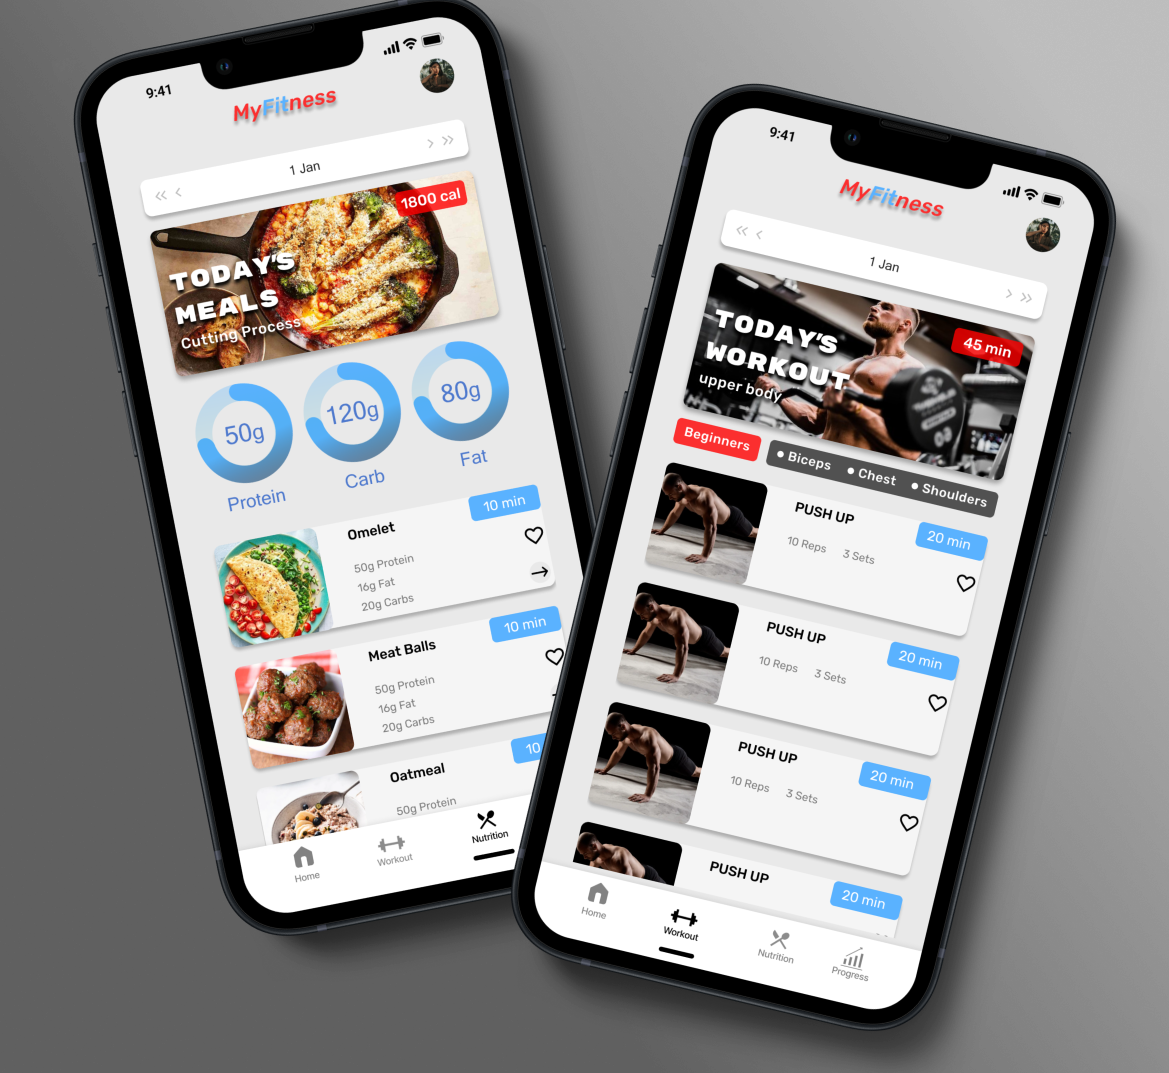 9:41
MyFitness
1 Jan
1800 cal
TODAY'S
MEALS
Cutting Process
50g
120g
80g
Protein
Carb
Fat
Omelet
10 min
50g Protein
16g Fat
20g Carbs
Meat Balls
10 min
50g Protein
16g Fat
20g Carbs
Oatmeal
10
50g Protein
Home
Workout
Nutrition
9:41
MyFitness
1 Jan
45 min
TODAY'S
WORKOUT
upper body
Beginners
• Biceps • Chest • Shoulders
PUSH UP
20 min
10 Reps 3 Sets
PUSH UP
20 min
10 Reps 3 Sets
PUSH UP
20 min
10 Reps 3 Sets
PUSH UP
20 min
Home
Workout
Nutrition
Progress